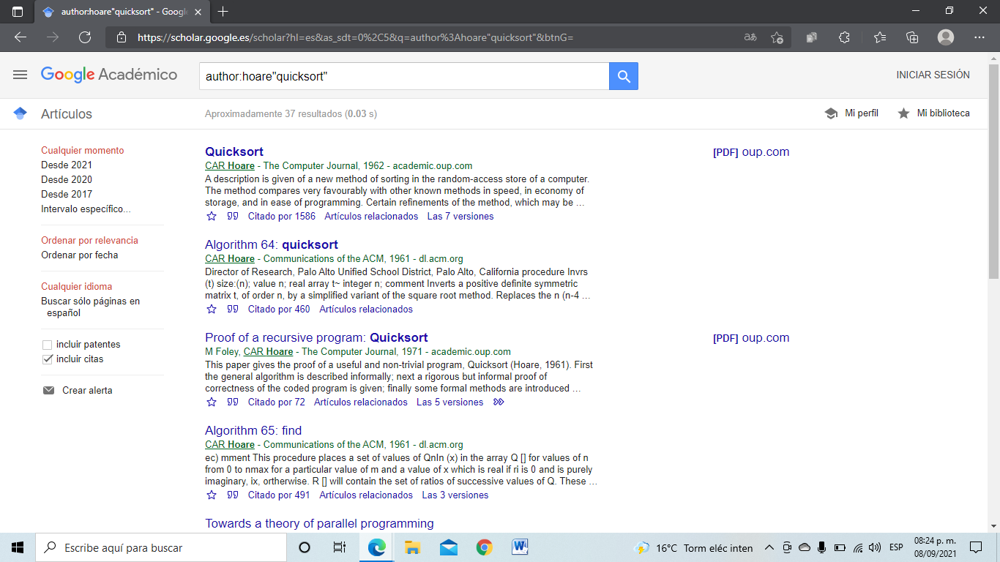 author:hoare"quicksort" - Googl
https://scholar.google.es/scholar?hl=es&as_sdt=0%2C5&q=author%3Ahoare"quicksort"&btnG=
Google Académico
author:hoare"quicksort"
INICIAR SESIÓN
Artículos
Aproximadamente 37 resultados (0.03 s)
Mi perfil
Mi biblioteca
Cualquier momento
Desde 2021
Desde 2020
Desde 2017
Intervalo específico...
Ordenar por relevancia
Ordenar por fecha
Cualquier idioma
Buscar sólo páginas en
español
incluir patentes
incluir citas
Crear alerta
Quicksort
[PDF] oup.com
CAR Hoare - The Computer Journal, 1962 - academic.oup.com
A description is given of a new method of sorting in the random-access store of a computer.
The method compares very favourably with other known methods in speed, in economy of
storage, and in ease of programming. Certain refinements of the method, which may be ...
Citado por 1586 Artículos relacionados Las 7 versiones
Algorithm 64: quicksort
CAR Hoare - Communications of the ACM, 1961 - dl.acm.org
Director of Research, Palo Alto Unified School District, Palo Alto, California procedure Invrs
(t) size:(n); value n; real array t~ integer n; comment Inverts a positive definite symmetric
matrix t, of order n, by a simplified variant of the square root method. Replaces the n (n-4 ...
Citado por 460 Artículos relacionados
Proof of a recursive program: Quicksort
[PDF] oup.com
M Foley, CAR Hoare - The Computer Journal, 1971 - academic.oup.com
This paper gives the proof of a useful and non-trivial program, Quicksort (Hoare, 1961). First
the general algorithm is described informally; next a rigorous but informal proof of
correctness of the coded program is given; finally some formal methods are introduced ...
Citado por 72 Artículos relacionados Las 5 versiones
Algorithm 65: find
CAR Hoare - Communications of the ACM, 1961 - dl.acm.org
ec) mment This procedure places a set of values of QnIn (x) in the array Q [] for values of n
from 0 to nmax for a particular value of m and a value of x which is real if ri is 0 and is purely
imaginary, ix, ortherwise. R [] will contain the set of ratios of successive values of Q. These ...
Citado por 491 Artículos relacionados Las 3 versiones
Towards a theory of parallel programming
Escribe aquí para buscar
16°C Torm eléc inten
ESP
08:24 p. m.
08/09/2021